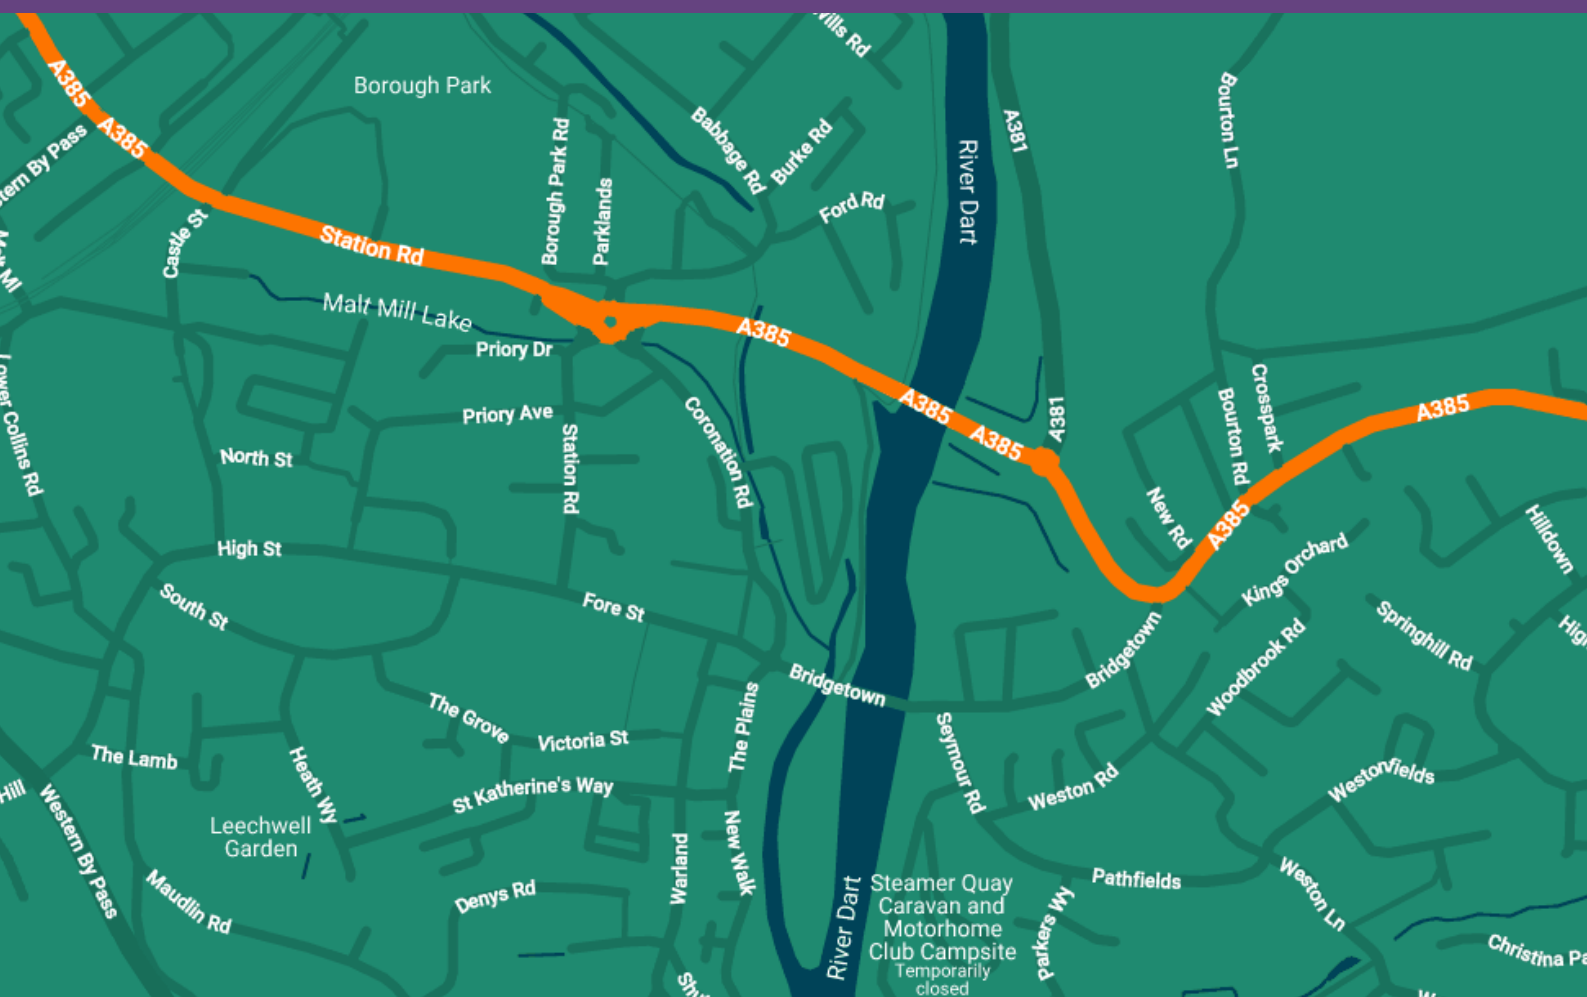 Wills Rd
A385
Borough Park
Bourton Ln
A381
A385
Babbage Rd
Burke Rd
Borough Park Rd
Parklands
River Dart
Ford Rd
Castle St
Station Rd
Malt Mill Lake
A385
Priory Dr
Priory Ave
Lower Collins Rd
Coronation Rd
A385
A385
A381
Crosspark
Bourton Rd
A385
North St
Station Rd
New Rd
A385
Hilldown
High St
Kings Orchard
South St
Fore St
Springhill Rd
Bridgetown
Bridgetown
Woodbrook Rd
The Grove
Victoria St
The Plains
Seymour Rd
The Lamb
Heath Wy
St Katherine's Way
Weston Rd
Westonfields
Hill
Western By Pass
Leechwell
Garden
Warland
New Walk
Maudlin Rd
Denys Rd
River Dart
Steamer Quay
Caravan and
Motorhome
Club Campsite
Temporarily
closed
Parkers Wy
Pathfields
Weston Ln
Christina Pa